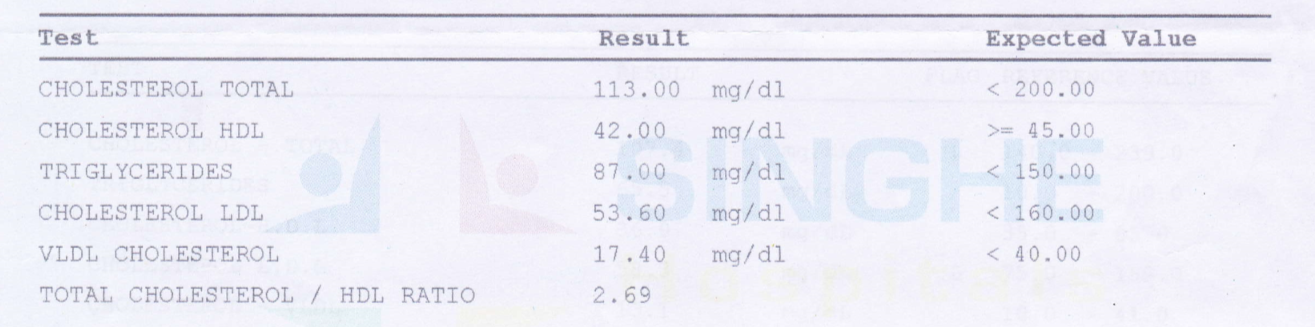 Test Result Expected Value
CHOLESTEROL TOTAL 113.00 mg/dl < 200.00
CHOLESTEROL HDL 42.00 mg/dl >= 45.00
TRIGLYCERIDES 87.00 mg/dl < 150.00
CHOLESTEROL LDL 53.60 mg/dl < 160.00
VLDL CHOLESTEROL 17.40 mg/dl < 40.00
TOTAL CHOLESTEROL / HDL RATIO 2.69
SINGHE